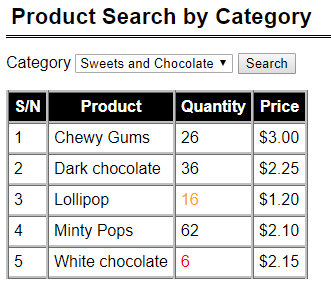 Product Search by Category
Category Sweets and Chocolate Search
S/N Product Quantity Price
1 Chewy Gums 26 $3.00
2 Dark chocolate 36 $2.25
3 Lollipop 16 $1.20
4 Minty Pops 62 $2.10
5 White chocolate 6 $2.15